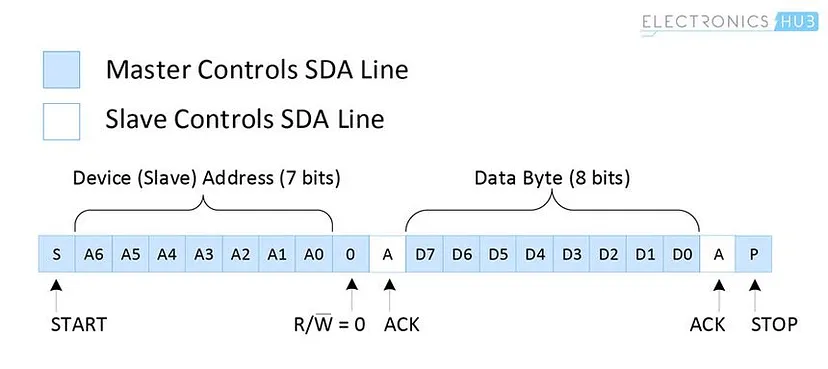 ELECTRONICS HUB
Master Controls SDA Line
Slave Controls SDA Line
Device (Slave) Address (7 bits) Data Byte (8 bits)
S A6 A5 A4 A3 A2 A1 A0 0 A D7 D6 D5 D4 D3 D2 D1 D0 A P
START R/W̅ = 0 ACK ACK STOP